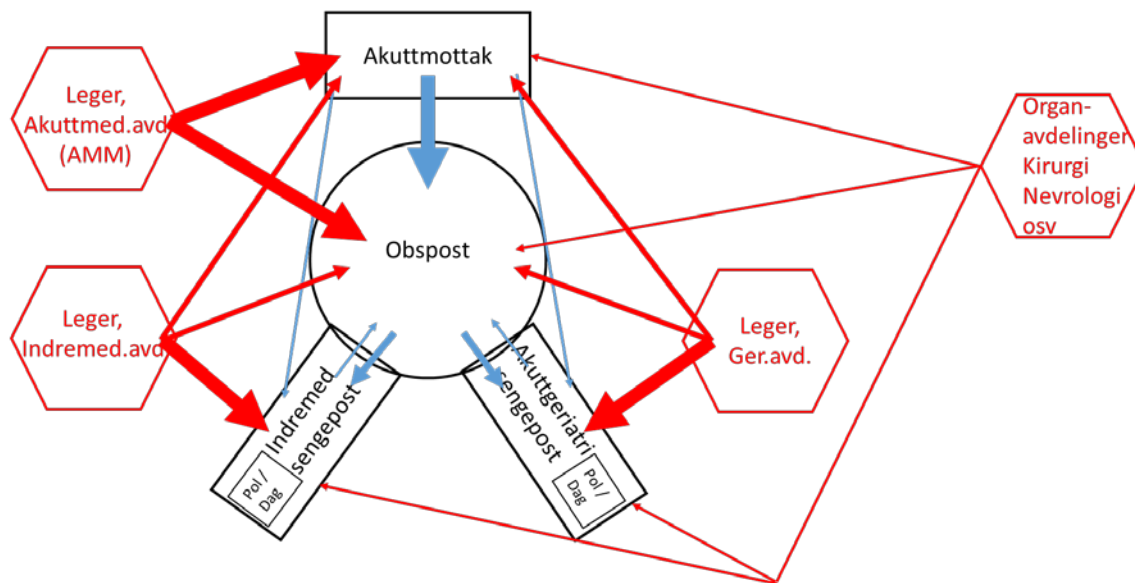 Akuttmottak
Leger,
Akuttmed.avd
(AMM)
Organ-
avdelinger
Kirurgi
Nevrologi
osv
Obspost
Leger,
Indremed.avd
Leger,
Ger.avd.
Indremed
sengepost
Pol /
Dag
Akuttgeriatri
sengepost
Pol /
Dag